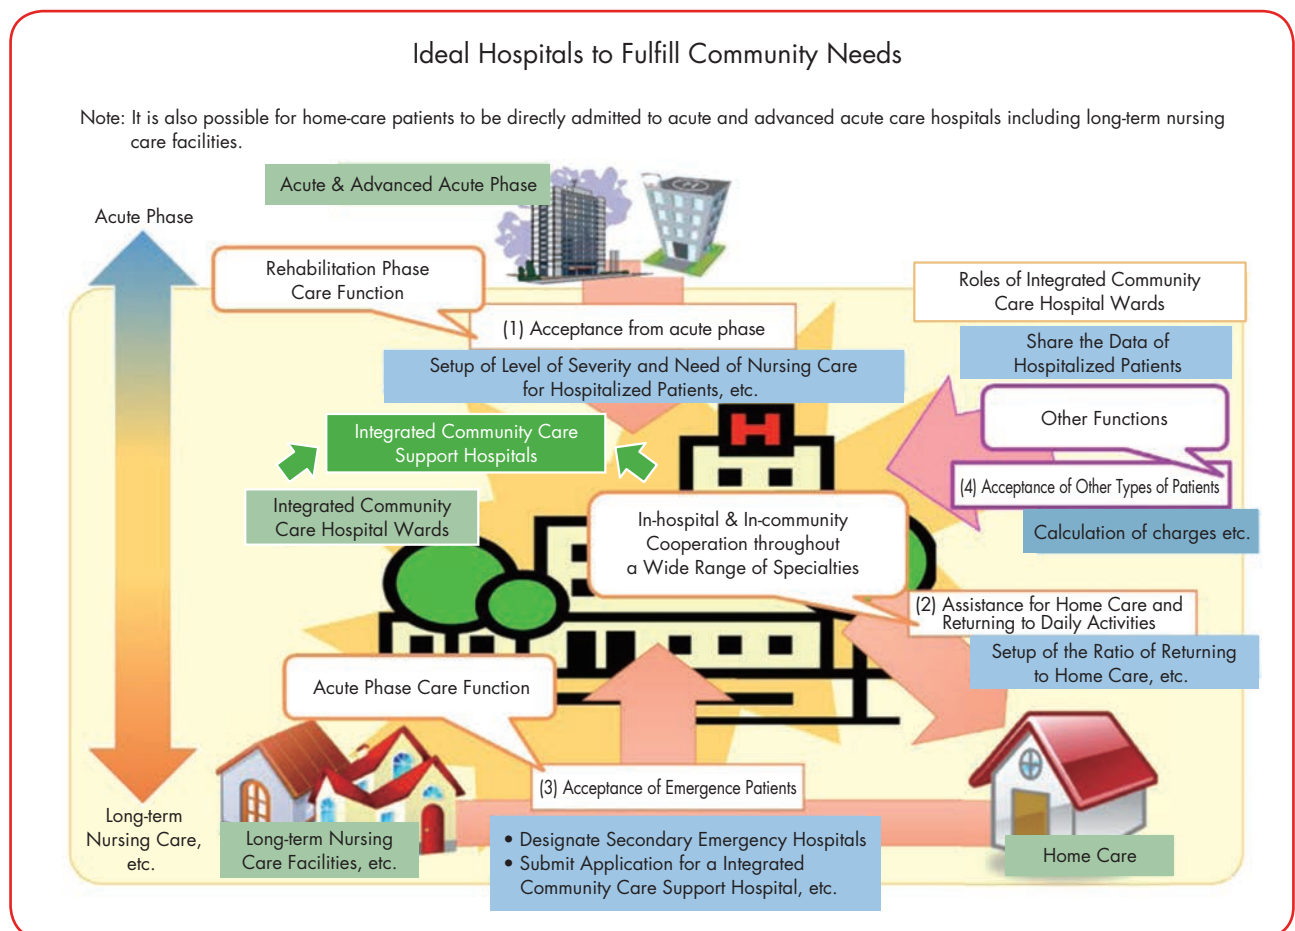 Ideal Hospitals to Fulfill Community Needs
Note: It is also possible for home-care patients to be directly admitted to acute and advanced acute care hospitals including long-term nursing
care facilities.
Acute & Advanced Acute Phase
Acute Phase
Rehabilitation Phase
Care Function
Roles of Integrated Community
Care Hospital Wards
(1) Acceptance from acute phase
Share the Data of
Hospitalized Patients
Setup of Level of Severity and Need of Nursing Care
for Hospitalized Patients, etc.
Other Functions
H
Integrated Community Care
Support Hospitals
(4) Acceptance of Other Types of Patients
Integrated Community
Care Hospital Wards
In-hospital & In-community
Cooperation throughout
a Wide Range of Specialties
Calculation of charges etc.
(2) Assistance for Home Care and
Returning to Daily Activities
Setup of the Ratio of Returning
to Home Care, etc.
Acute Phase Care Function
(3) Acceptance of Emergence Patients
Long-term
Nursing Care,
etc.
Long-term Nursing
Care Facilities, etc.
• Designate Secondary Emergency Hospitals
• Submit Application for a Integrated
Community Care Support Hospital, etc.
Home Care